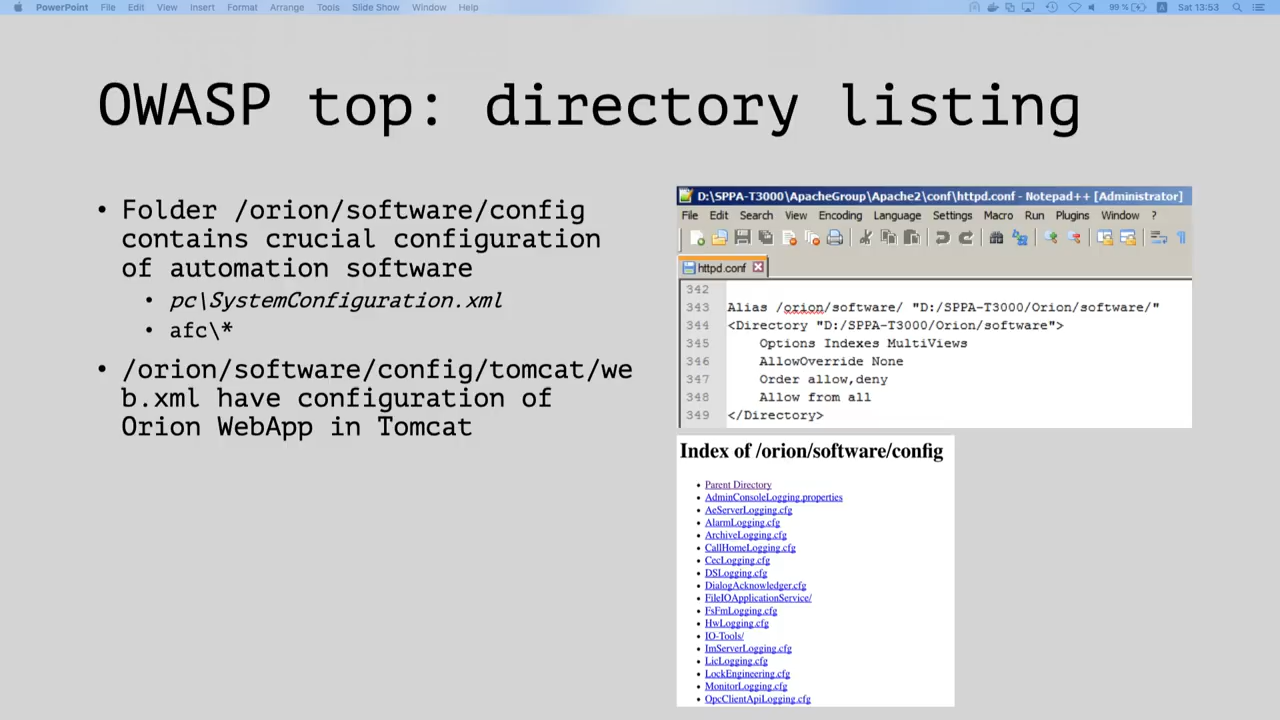 PowerPoint File Edit View Insert Format Arrange Tools Slide Show Window Help 99 % A Sat 13:53
OWASP top: directory listing
• Folder /orion/software/config
contains crucial configuration
of automation software
• pc\SystemConfiguration.xml
• afc\*
• /orion/software/config/tomcat/we
b.xml have configuration of
Orion WebApp in Tomcat
D:\SPPA-T3000\ApacheGroup\Apache2\conf\httpd.conf - Notepad++ [Administrator]
File Edit Search View Encoding Language Settings Macro Run Plugins Window ?
httpd.conf
342
343 Alias /orion/software/ "D:/SPPA-T3000/Orion/software/"
344 <Directory "D:/SPPA-T3000/Orion/software">
345 Options Indexes MultiViews
346 AllowOverride None
347 Order allow,deny
348 Allow from all
349 </Directory>
Index of /orion/software/config
• Parent Directory
• AdminConsoleLogging.properties
• AeServerLogging.cfg
• AlarmLogging.cfg
• ArchiveLogging.cfg
• CallHomeLogging.cfg
• CecLogging.cfg
• DSLogging.cfg
• DialogAcknowledger.cfg
• FileIOApplicationService/
• FsFmLogging.cfg
• HwLogging.cfg
• IO-Tools/
• ImServerLogging.cfg
• LicLogging.cfg
• LockEngineering.cfg
• MonitorLogging.cfg
• OpcClientApiLogging.cfg